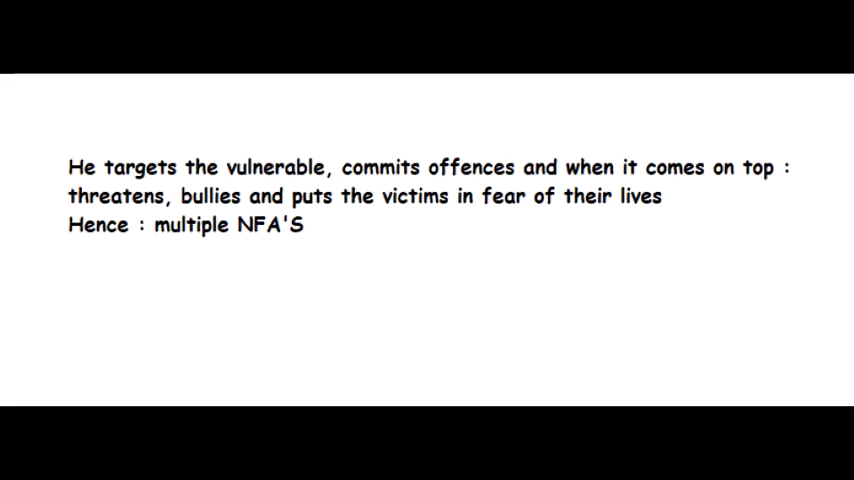 He targets the vulnerable, commits offences and when it comes on top :
threatens, bullies and puts the victims in fear of their lives
Hence : multiple NFA'S